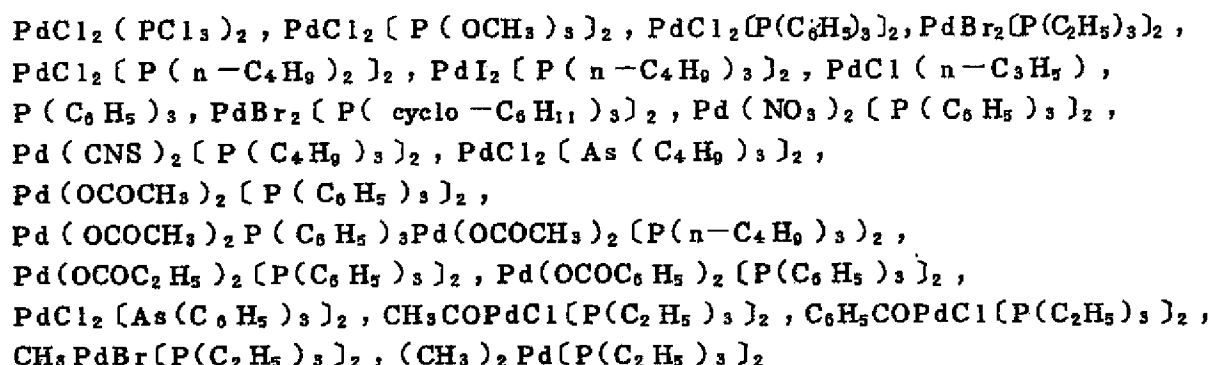 PdCl₂(PCl₃)₂, PdCl₂[P(OCH₃)₃]₂, PdCl₂[P(C₆H₅)₃]₂, PdBr₂[P(C₂H₅)₃]₂,
PdCl₂[P(n-C₄H₉)₂]₂, PdI₂[P(n-C₄H₉)₃]₂, PdCl(n-C₃H₅),
P(C₆H₅)₃, PdBr₂[P(cyclo-C₆H₁₁)₃]₂, Pd(NO₃)₂[P(C₆H₅)₃]₂,
Pd(CNS)₂[P(C₄H₉)₃]₂, PdCl₂[As(C₄H₉)₃]₂,
Pd(OCOCH₃)₂[P(C₆H₅)₃]₂,
Pd(OCOCH₃)₂P(C₆H₅)₃Pd(OCOCH₃)₂[P(n-C₄H₉)₃)₂,
Pd(OCOC₂H₅)₂[P(C₆H₅)₃]₂, Pd(OCOC₆H₅)₂[P(C₆H₅)₃]₂,
PdCl₂[As(C₆H₅)₃]₂, CH₃COPdCl[P(C₂H₅)₃]₂, C₆H₅COPdCl[P(C₂H₅)₃]₂,
CH₃PdBr[P(C₂H₅)₃]₂, (CH₃)₂Pd[P(C₂H₅)₃]₂